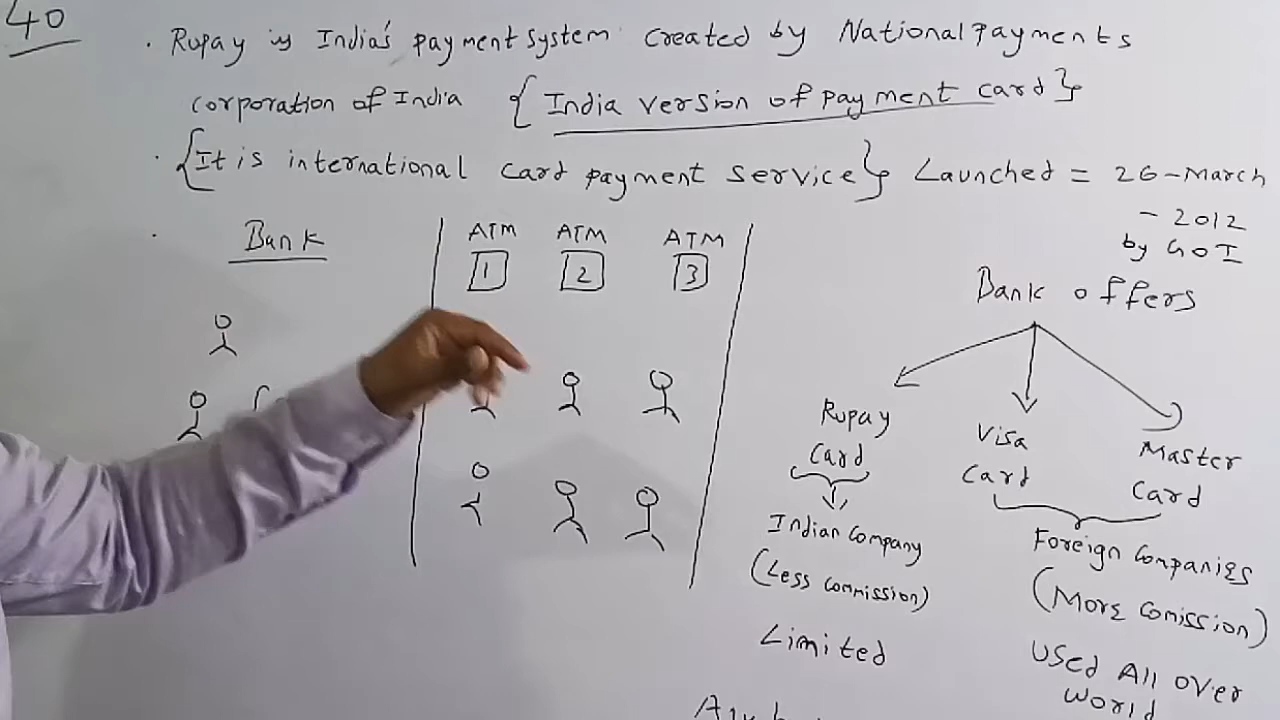 40
. Rupay is India's payment system created by National Payments
corporation of India { India version of payment card }
. { It is international card payment service } Launched = 26-March
- 2012
by GOI
. Bank
ATM ATM ATM
1 2 3
Bank offers
Rupay
Card
Visa
Card
Master
Card
Indian Company
(Less commission)
Limited
Foreign Companies
(More Comission)
Used All over
world